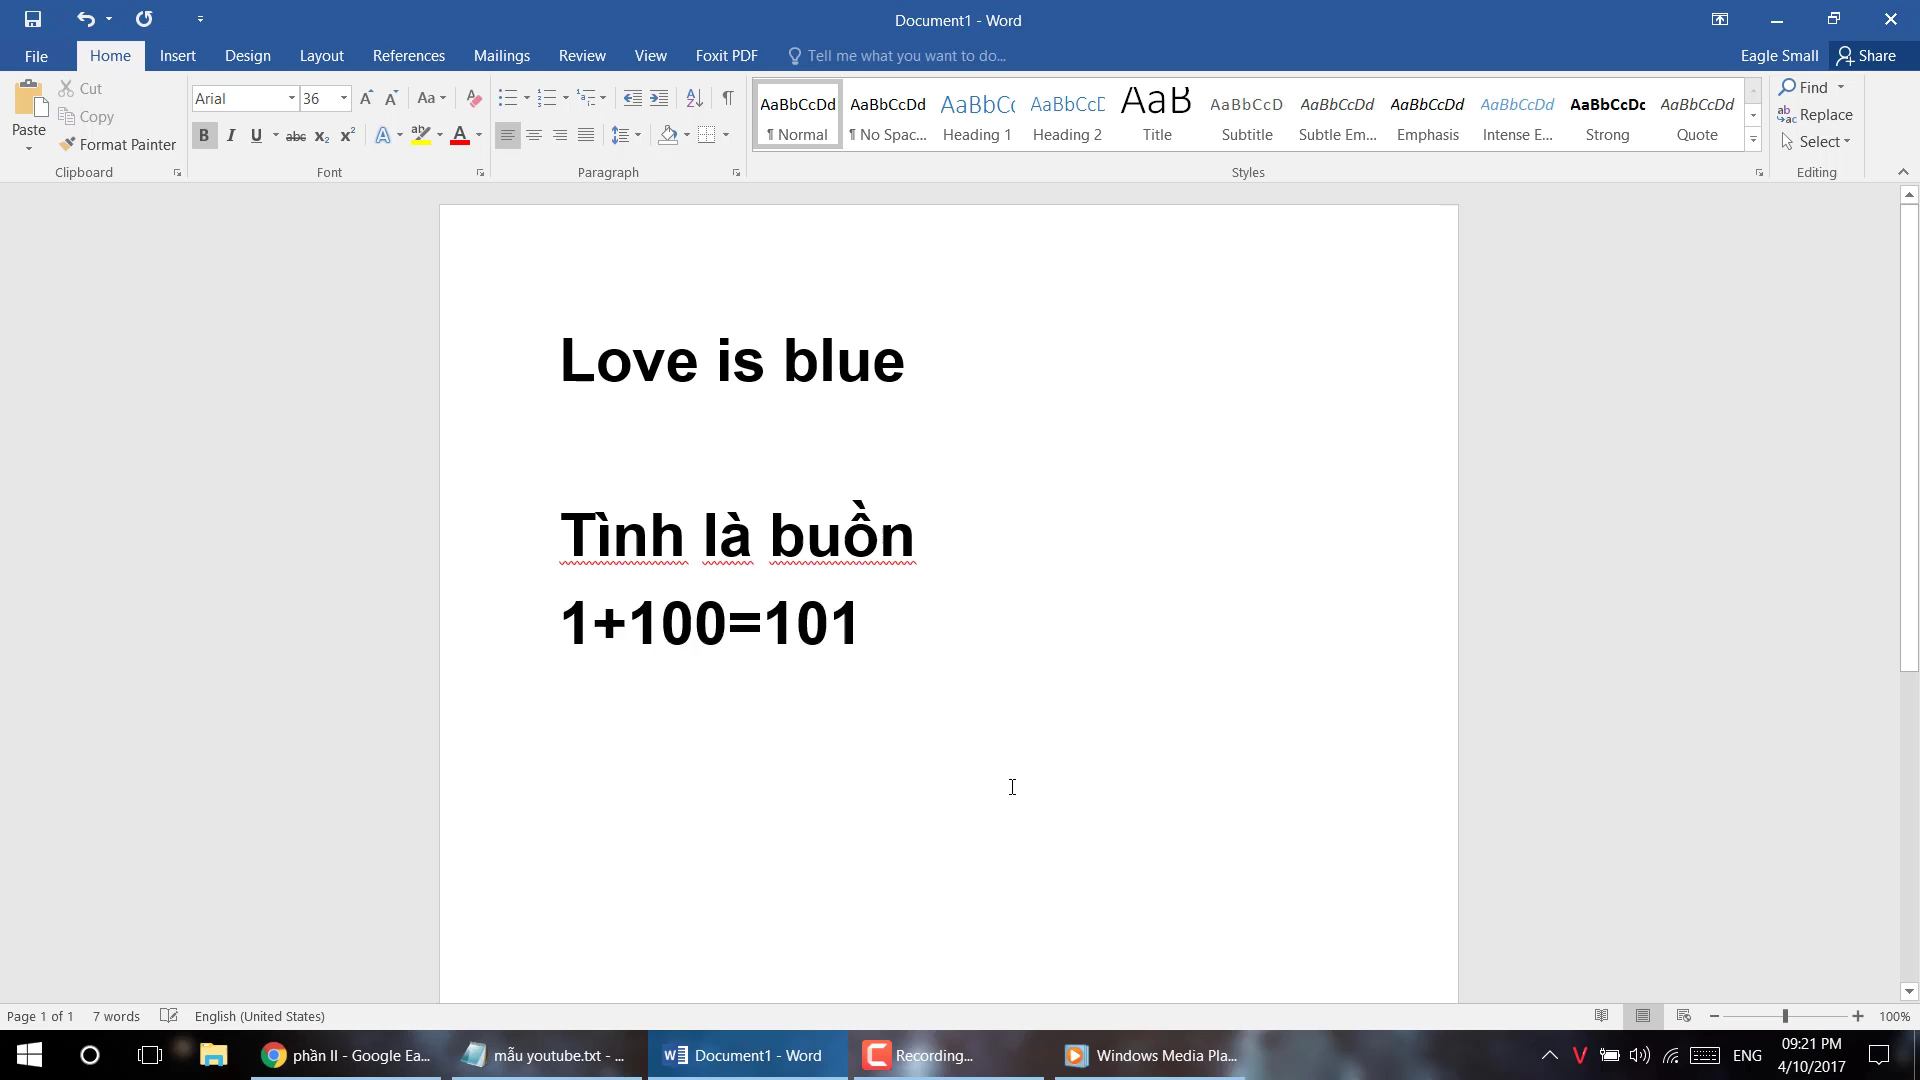 Document1 - Word
File Home Insert Design Layout References Mailings Review View Foxit PDF Tell me what you want to do... Eagle Small Share
Paste
Cut
Copy
Format Painter
Clipboard
Arial 36 Aa
B I U abc x₂ x² A ab A
Font
Paragraph
AaBbCcDd AaBbCcDd AaBbCc AaBbCcD AaB AaBbCcD AaBbCcDd AaBbCcDd AaBbCcDd AaBbCcDc AaBbCcDd
¶ Normal ¶ No Spac... Heading 1 Heading 2 Title Subtitle Subtle Em... Emphasis Intense E... Strong Quote
Styles
Find
Replace
Select
Editing
Love is blue
Tình là buồn
1+100=101
Page 1 of 1 7 words English (United States) 100%
phần II - Google Ea... mẫu youtube.txt - ... Document1 - Word Recording... Windows Media Pla... ENG
09:21 PM
4/10/2017